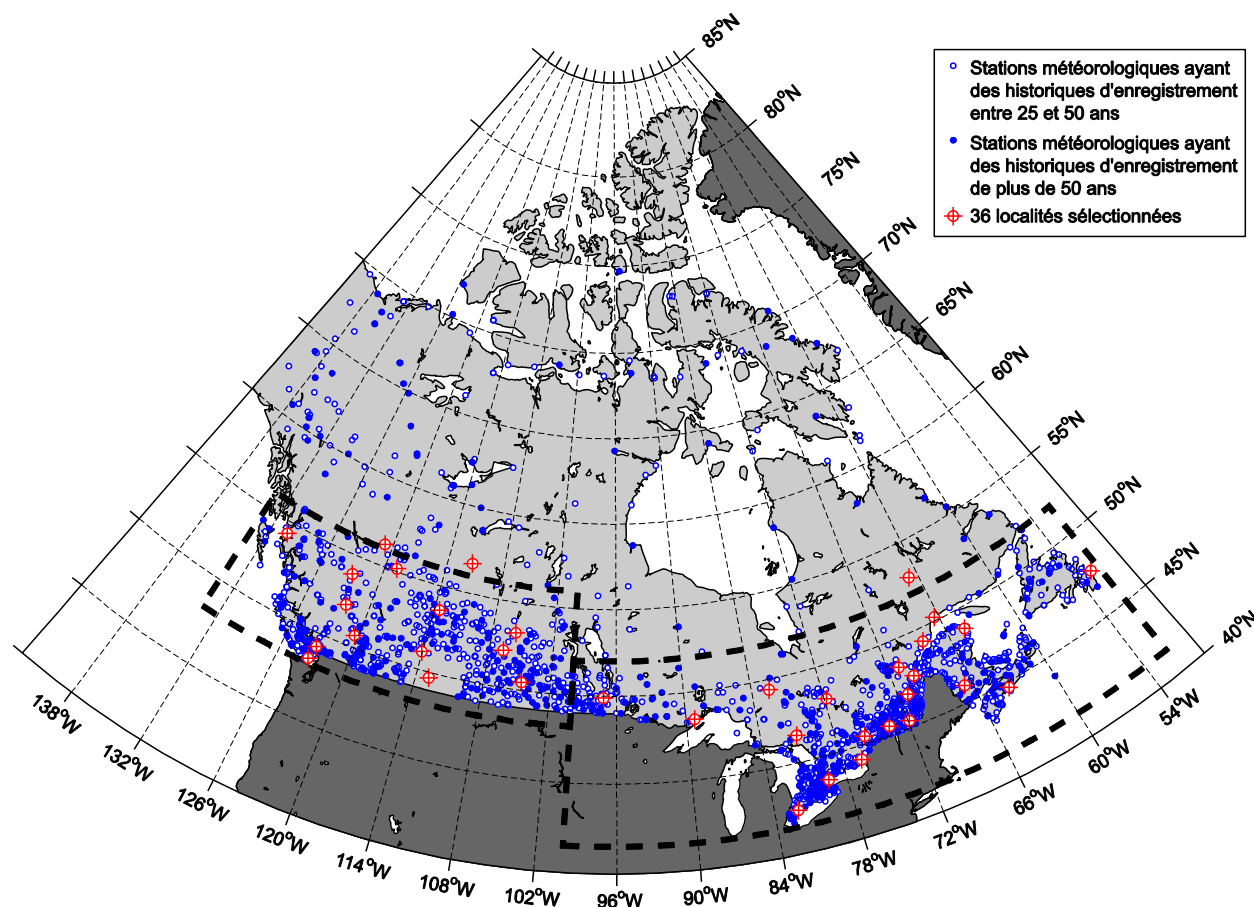 85°N
80°N
75°N
70°N
65°N
60°N
55°N
50°N
45°N
40°N
Stations météorologiques ayant
des historiques d'enregistrement
entre 25 et 50 ans
Stations météorologiques ayant
des historiques d'enregistrement
de plus de 50 ans
36 localités sélectionnées
138°W
132°W
126°W
120°W
114°W
108°W
102°W
96°W
90°W
84°W
78°W
72°W
66°W
60°W
54°W